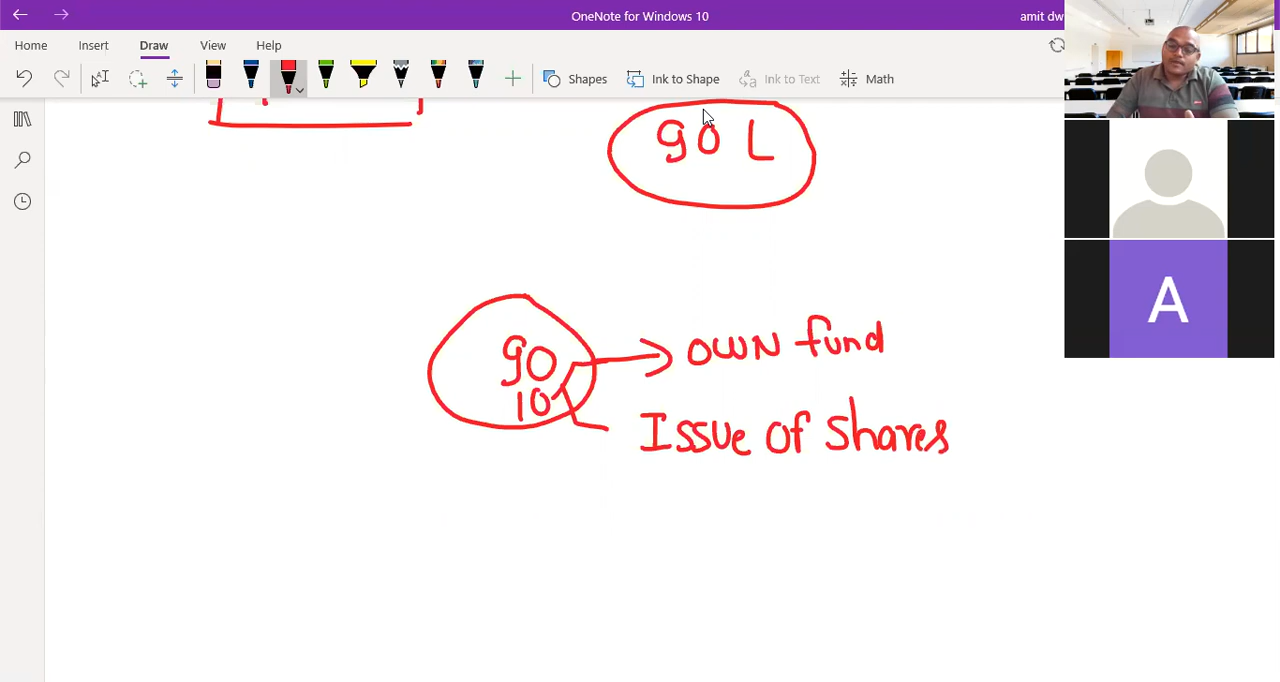 OneNote for Windows 10
amit dw
Home Insert Draw View Help
Shapes Ink to Shape Ink to Text Math
90 L
90
10
OWN fund
Issue of Shares
A